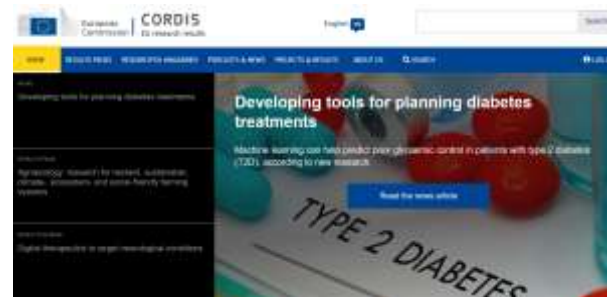 European
Commission
CORDIS
EU research results
English EN
Search
HOME
RESULTS PACKS
RESEARCH*EU MAGAZINES
PODCASTS & NEWS
PROJECTS & RESULTS
ABOUT US
SEARCH
LOG IN
Developing tools for planning diabetes treatments
Agroecology: research for resilient, sustainable,
climate-, ecosystem- and social-friendly farming
systems
Digital therapeutics to target neurological conditions
Developing tools for planning diabetes
treatments
Machine learning can help predict poor glycaemic control in patients with type 2 diabetes
(T2D), according to new research.
Read the news article
TYPE 2 DIABETES